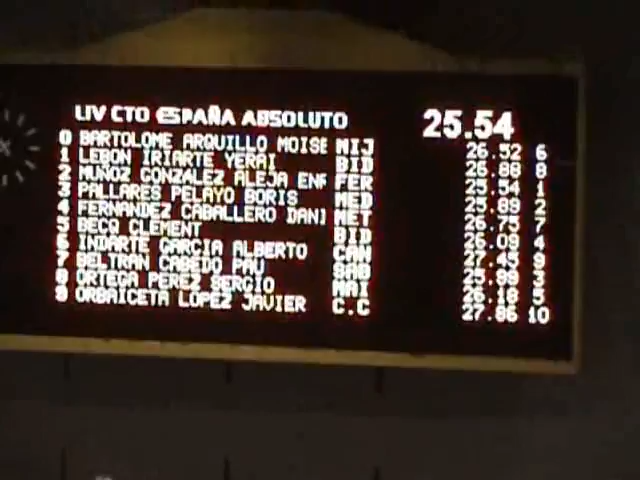 LIV CTO ESPAÑA ABSOLUTO 25.54
0 BARTOLOME ARQUILLO MOISE MIJ 26.52 6
1 LEBON IRIARTE YERAI BID 26.88 8
2 MUÑOZ GONZALEZ ALEJA ENR FER 25.54 1
3 PALLARES PELAYO BORIS MED 25.89 2
4 FERNANDEZ CABALLERO DANI MET 26.75 7
5 BECQ CLEMENT BID 26.09 4
6 INDARTE GARCIA ALBERTO CAN 27.45 9
7 BELTRAN CABEDO PAU SAB 25.99 3
8 ORTEGA PEREZ SERGIO MAI 26.18 5
9 ORBAICETA LOPEZ JAVIER C.C 27.86 10